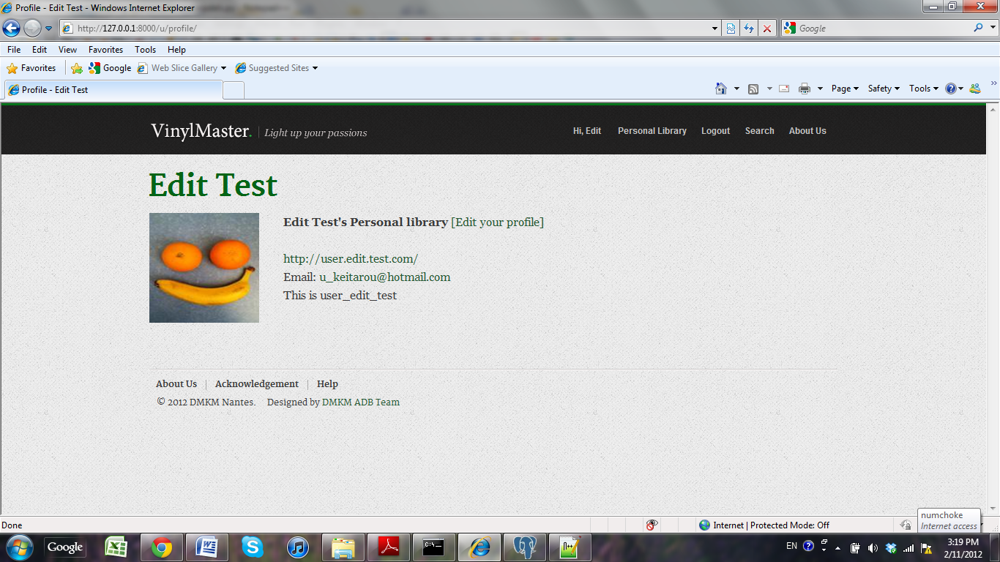 Profile - Edit Test - Windows Internet Explorer
http://127.0.0.1:8000/u/profile/
Google
File Edit View Favorites Tools Help
Favorites Google Web Slice Gallery Suggested Sites
Profile - Edit Test
Page Safety Tools
VinylMaster. Light up your passions
Hi, Edit Personal Library Logout Search About Us
Edit Test
Edit Test's Personal library [Edit your profile]
http://user.edit.test.com/
Email: u_keitarou@hotmail.com
This is user_edit_test
About Us Acknowledgement Help
© 2012 DMKM Nantes. Designed by DMKM ADB Team
numchoke
Internet access
Done
Internet | Protected Mode: Off
Google
C:\_
EN
3:19 PM
2/11/2012